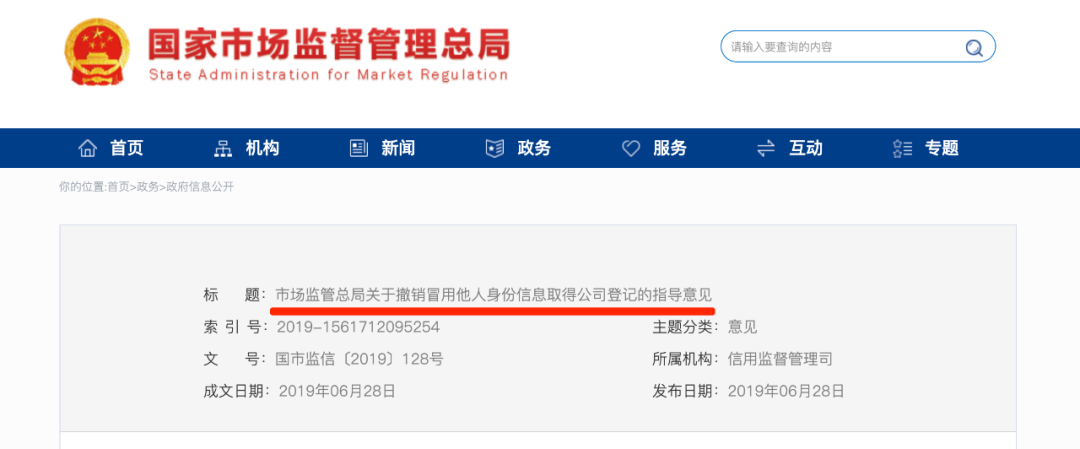 国家市场监督管理总局
State Administration for Market Regulation
请输入要查询的内容
首页 机构 新闻 政务 服务 互动 专题
你的位置:首页>政务>政府信息公开
标 题: 市场监管总局关于撤销冒用他人身份信息取得公司登记的指导意见
索 引 号: 2019-1561712095254 主题分类: 意见
文 号: 国市监信〔2019〕128号 所属机构: 信用监督管理司
成文日期: 2019年06月28日 发布日期: 2019年06月28日